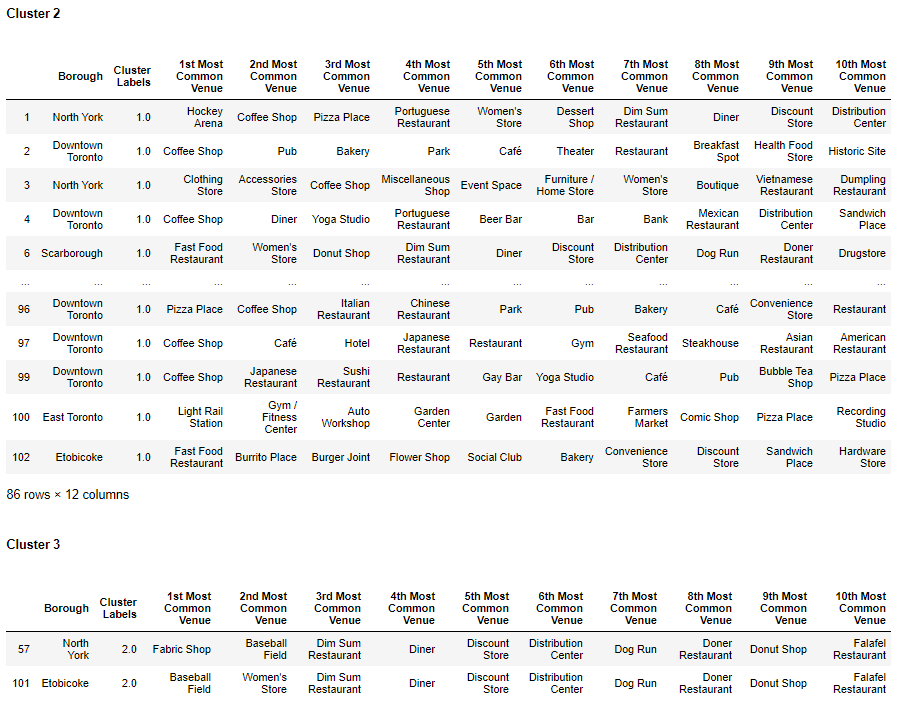 Cluster 2
Borough Cluster Labels 1st Most Common Venue 2nd Most Common Venue 3rd Most Common Venue 4th Most Common Venue 5th Most Common Venue 6th Most Common Venue 7th Most Common Venue 8th Most Common Venue 9th Most Common Venue 10th Most Common Venue
1 North York 1.0 Hockey Arena Coffee Shop Pizza Place Portuguese Restaurant Women's Store Dessert Shop Dim Sum Restaurant Diner Discount Store Distribution Center
2 Downtown Toronto 1.0 Coffee Shop Pub Bakery Park Café Theater Restaurant Breakfast Spot Health Food Store Historic Site
3 North York 1.0 Clothing Store Accessories Store Coffee Shop Miscellaneous Shop Event Space Furniture / Home Store Women's Store Boutique Vietnamese Restaurant Dumpling Restaurant
4 Downtown Toronto 1.0 Coffee Shop Diner Yoga Studio Portuguese Restaurant Beer Bar Bar Bank Mexican Restaurant Distribution Center Sandwich Place
6 Scarborough 1.0 Fast Food Restaurant Women's Store Donut Shop Dim Sum Restaurant Diner Discount Store Distribution Center Dog Run Doner Restaurant Drugstore
... ... ... ... ... ... ... ... ... ... ... ... ...
96 Downtown Toronto 1.0 Pizza Place Coffee Shop Italian Restaurant Chinese Restaurant Park Pub Bakery Café Convenience Store Restaurant
97 Downtown Toronto 1.0 Coffee Shop Café Hotel Japanese Restaurant Restaurant Gym Seafood Restaurant Steakhouse Asian Restaurant American Restaurant
99 Downtown Toronto 1.0 Coffee Shop Japanese Restaurant Sushi Restaurant Restaurant Gay Bar Yoga Studio Café Pub Bubble Tea Shop Pizza Place
100 East Toronto 1.0 Light Rail Station Gym / Fitness Center Auto Workshop Garden Center Garden Fast Food Restaurant Farmers Market Comic Shop Pizza Place Recording Studio
102 Etobicoke 1.0 Fast Food Restaurant Burrito Place Burger Joint Flower Shop Social Club Bakery Convenience Store Discount Store Sandwich Place Hardware Store
86 rows × 12 columns
Cluster 3
Borough Cluster Labels 1st Most Common Venue 2nd Most Common Venue 3rd Most Common Venue 4th Most Common Venue 5th Most Common Venue 6th Most Common Venue 7th Most Common Venue 8th Most Common Venue 9th Most Common Venue 10th Most Common Venue
57 North York 2.0 Fabric Shop Baseball Field Dim Sum Restaurant Diner Discount Store Distribution Center Dog Run Doner Restaurant Donut Shop Falafel Restaurant
101 Etobicoke 2.0 Baseball Field Women's Store Dim Sum Restaurant Diner Discount Store Distribution Center Dog Run Doner Restaurant Donut Shop Falafel Restaurant